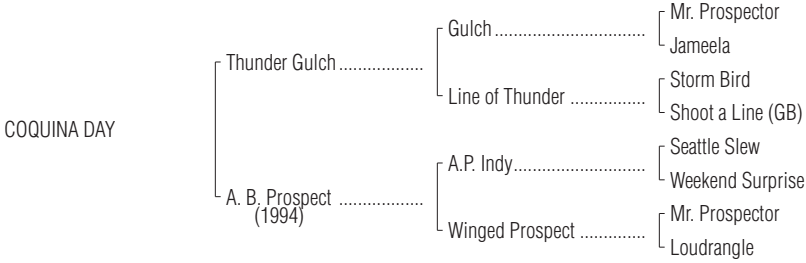 Mr. Prospector
Gulch ................................
Jameela
Thunder Gulch ..................
Storm Bird
Line of Thunder ................
Shoot a Line (GB)
COQUINA DAY
Seattle Slew
A.P. Indy............................
Weekend Surprise
A. B. Prospect ..................
(1994)
Mr. Prospector
Winged Prospect ..............
Loudrangle